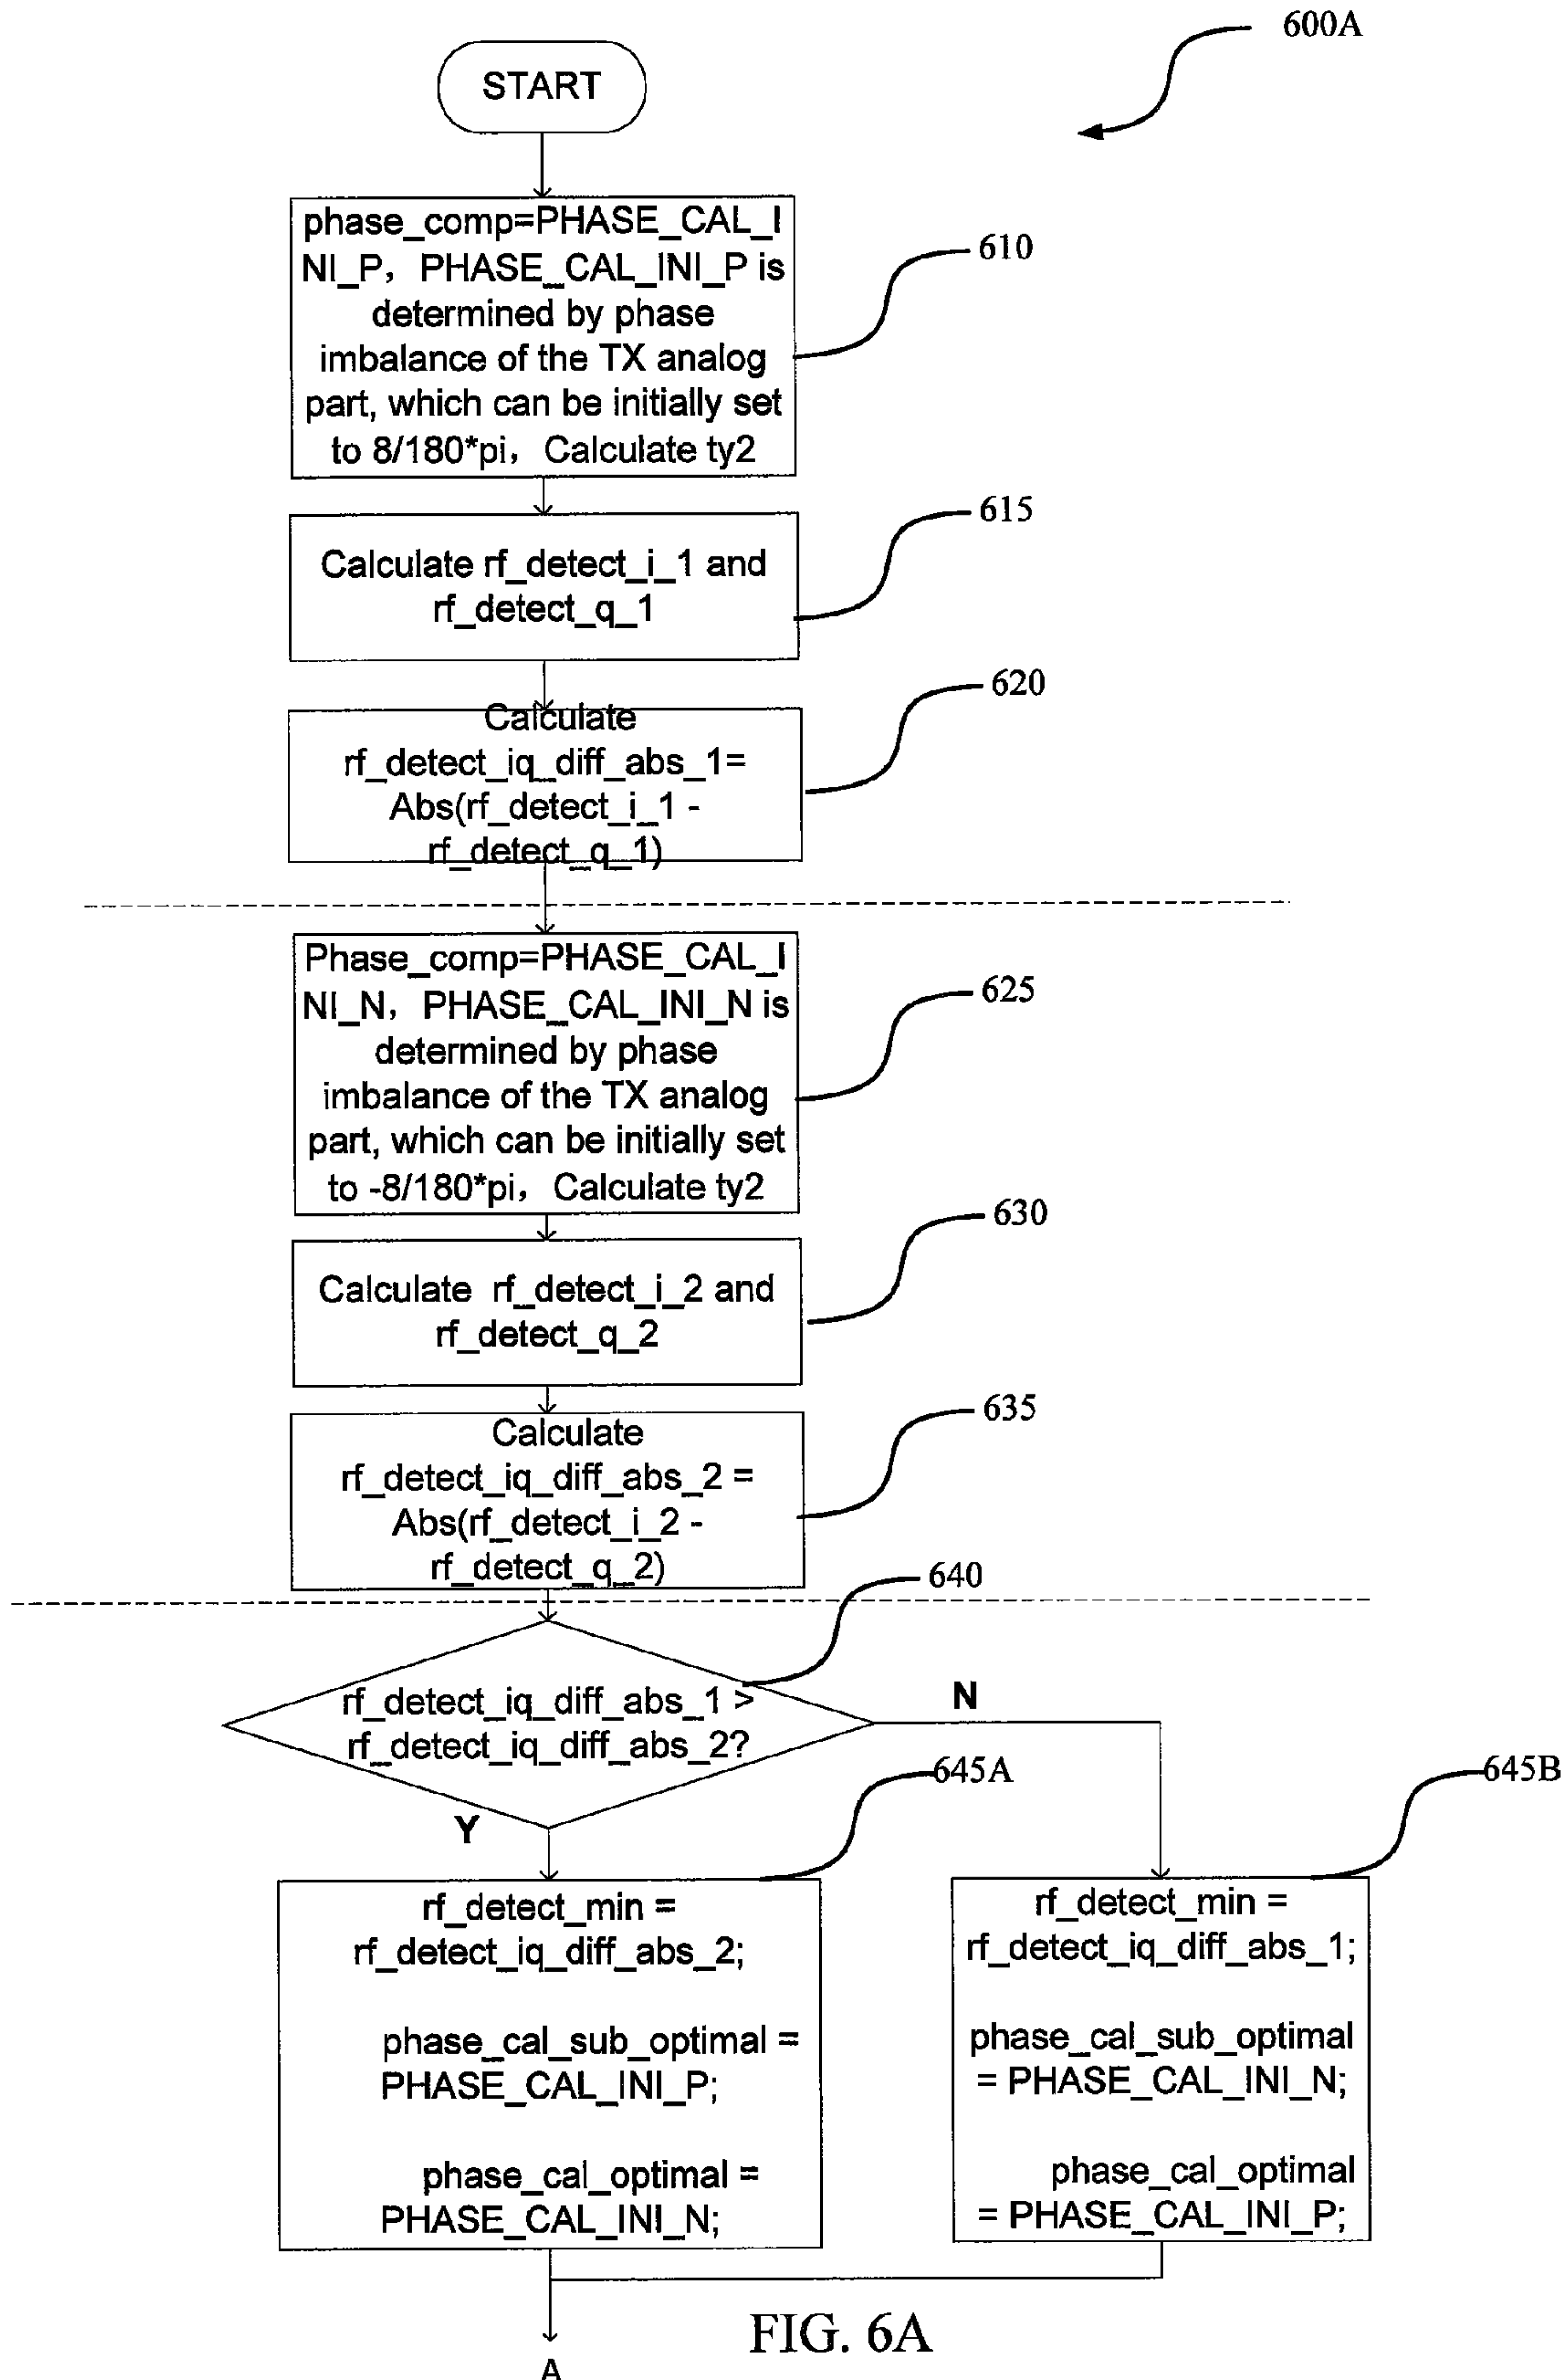 600A
START
phase_comp=PHASE_CAL_I
NI_P, PHASE_CAL_INI_P is
determined by phase
imbalance of the TX analog
part, which can be initially set
to 8/180*pi, Calculate ty2
610
Calculate rf_detect_i_1 and
rf_detect_q_1
615
Calculate
rf_detect_iq_diff_abs_1=
Abs(rf_detect_i_1 -
rf_detect_q_1)
620
Phase_comp=PHASE_CAL_I
NI_N, PHASE_CAL_INI_N is
determined by phase
imbalance of the TX analog
part, which can be initially set
to -8/180*pi, Calculate ty2
625
Calculate rf_detect_i_2 and
rf_detect_q_2
630
Calculate
rf_detect_iq_diff_abs_2 =
Abs(rf_detect_i_2 -
rf_detect_q_2)
635
640
rf_detect_iq_diff_abs_1 >
rf_detect_iq_diff_abs_2?
N
Y
645A
645B
rf_detect_min =
rf_detect_iq_diff_abs_2;
phase_cal_sub_optimal =
PHASE_CAL_INI_P;
phase_cal_optimal =
PHASE_CAL_INI_N;
rf_detect_min =
rf_detect_iq_diff_abs_1;
phase_cal_sub_optimal
= PHASE_CAL_INI_N;
phase_cal_optimal
= PHASE_CAL_INI_P;
A
FIG. 6A